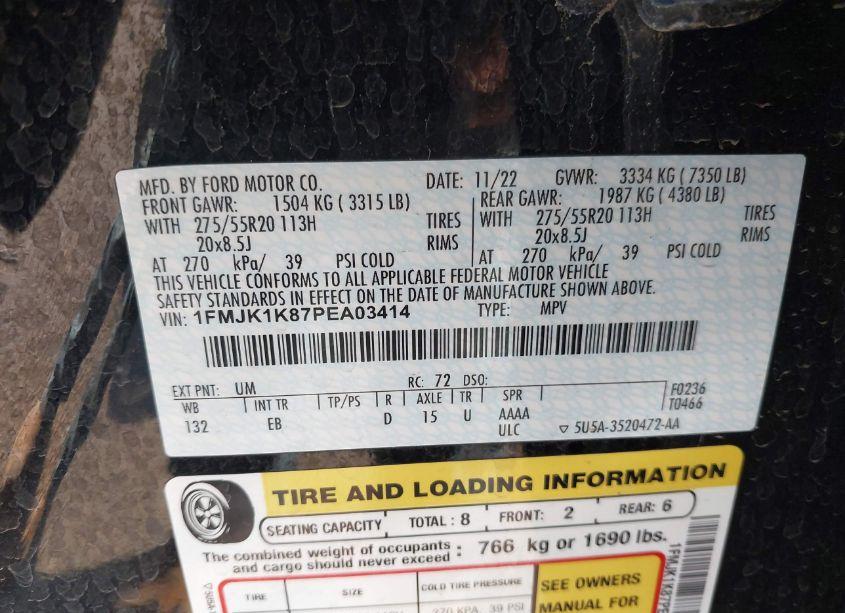 MFD. BY FORD MOTOR CO. DATE: 11/22 GVWR: 3334 KG ( 7350 LB)
FRONT GAWR: 1504 KG ( 3315 LB) REAR GAWR: 1987 KG ( 4380 LB)
WITH 275/55R20 113H TIRES WITH 275/55R20 113H TIRES
20x8.5J RIMS 20x8.5J RIMS
AT 270 kPa/ 39 PSI COLD AT 270 kPa/ 39 PSI COLD
THIS VEHICLE CONFORMS TO ALL APPLICABLE FEDERAL MOTOR VEHICLE
SAFETY STANDARDS IN EFFECT ON THE DATE OF MANUFACTURE SHOWN ABOVE.
VIN: 1FMJK1K87PEA03414 TYPE: MPV
EXT PNT: UM RC: 72 DSO:
WB INT TR TP/PS R AXLE TR SPR F0236
132 EB D 15 U AAAA T0466
ULC ▽ 5U5A-3520472-AA
TIRE AND LOADING INFORMATION
SEATING CAPACITY TOTAL : 8 FRONT: 2 REAR: 6
The combined weight of occupants : 766 kg or 1690 lbs.
and cargo should never exceed
TIRE SIZE COLD TIRE PRESSURE SEE OWNERS
270 KPA, 39 PSI MANUAL FOR